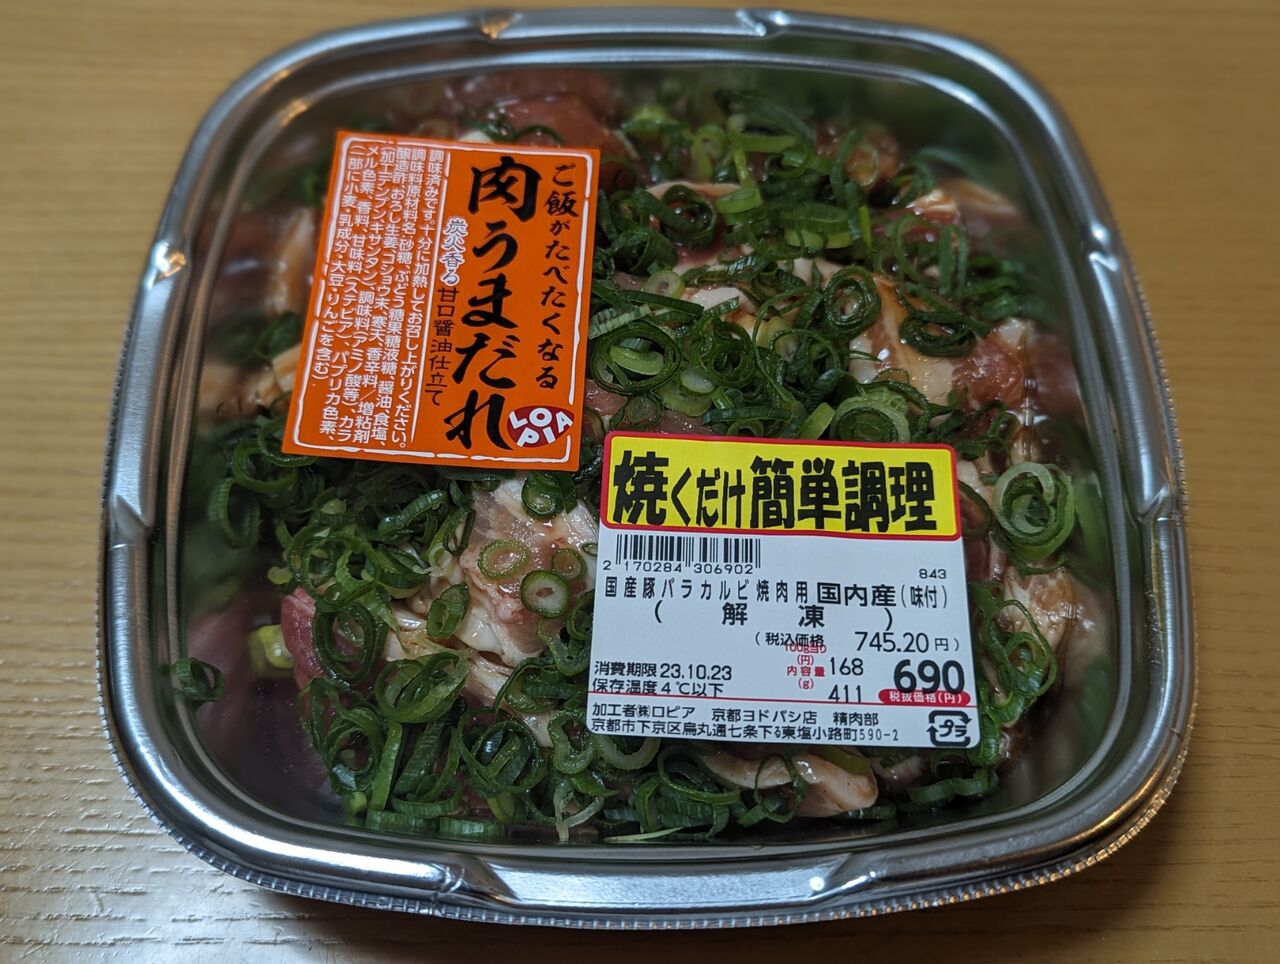 ご飯がたべたくなる
肉うまだれ
炭火香る甘口醤油仕立て
LOPIA
調味済みです。十分に加熱してお召し上がりください。
調味料原材料名:砂糖、ぶどう糖果糖液糖、醤油、食塩、
醸造酢、おろし生姜、コショウ末、寒天、香辛料/増粘剤
(加工デンプン、キサンタン)、調味料(アミノ酸等)、カラ
メル色素、香料、甘味料(ステビア)、パプリカ色素、
(一部に小麦・乳成分・大豆・りんごを含む)
焼くだけ簡単調理
2 170284 306902
843
国産豚バラカルビ焼肉用 国内産(味付)
(解凍)
(税込価格 745.20円)
100g当り(円) 168
690
税抜価格(円)
消費期限 23.10.23
内容量(g) 411
保存温度4℃以下
加工者㈱ロピア 京都ヨドバシ店 精肉部
京都市下京区烏丸通七条下る東塩小路町590-2
プラ